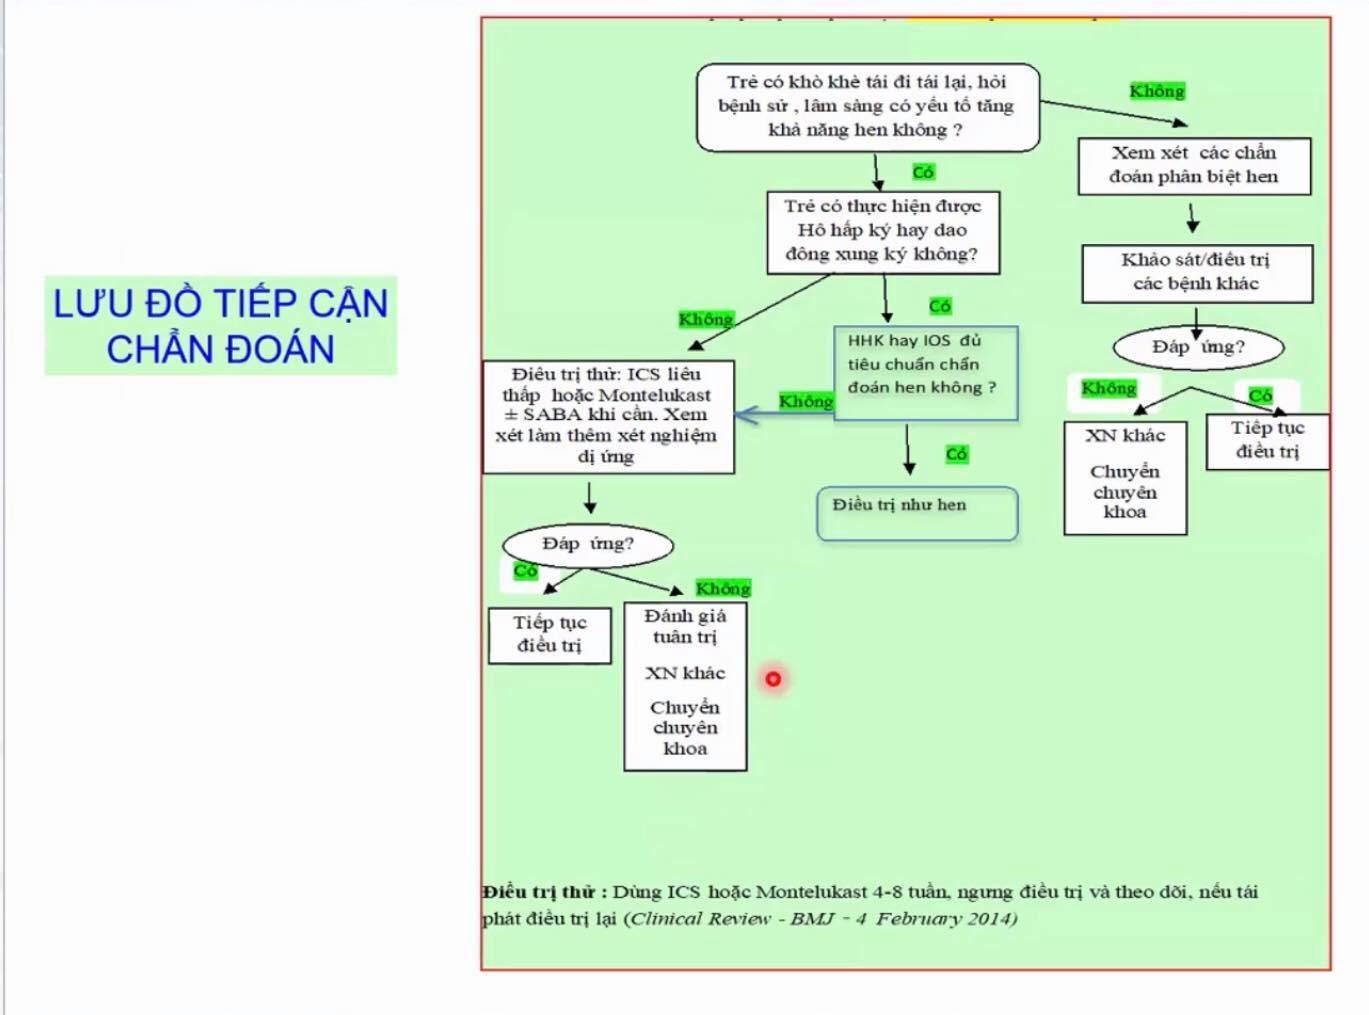 LƯU ĐỒ TIẾP CẬN
CHẨN ĐOÁN
Trẻ có khò khè tái đi tái lại, hỏi
bệnh sử , lâm sàng có yếu tố tăng
khả năng hen không ?
Không
Xem xét các chẩn
đoán phân biệt hen
Có
Trẻ có thực hiện được
Hô hấp ký hay dao
đông xung ký không?
Khảo sát/điều trị
các bệnh khác
Không
Có
HHK hay IOS đủ
tiêu chuẩn chẩn
đoán hen không ?
Đáp ứng?
Không
Có
XN khác
Chuyển
chuyên
khoa
Tiếp tục
điều trị
Điều trị thử: ICS liều
thấp hoặc Montelukast
± SABA khi cần. Xem
xét làm thêm xét nghiệm
dị ứng
Không
Có
Điều trị như hen
Đáp ứng?
Có
Không
Tiếp tục
điều trị
Đánh giá
tuân trị
XN khác
Chuyển
chuyên
khoa
Điều trị thử : Dùng ICS hoặc Montelukast 4-8 tuần, ngưng điều trị và theo dõi, nếu tái
phát điều trị lại (Clinical Review - BMJ - 4 February 2014)